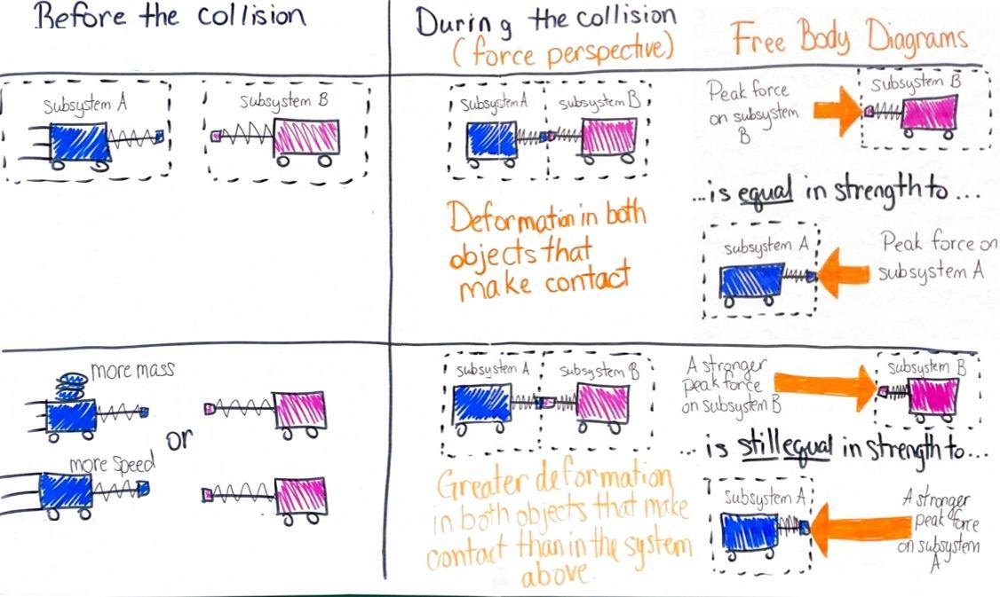 Before the collision
During the collision
(force perspective)
Free Body Diagrams
subsystem A
subsystem B
subsystem A
subsystem B
Deformation in both
objects that
make contact
Peak force
on subsystem
B
subsystem B
...is equal in strength to...
subsystem A
Peak force on
subsystem A
more mass
or
more speed
subsystem A
subsystem B
Greater deformation
in both objects that make
contact than in the system
above.
A stronger
peak force
on subsystem B
subsystem B
... is still equal in strength to...
subsystem A
A stronger
peak force
on subsystem
A